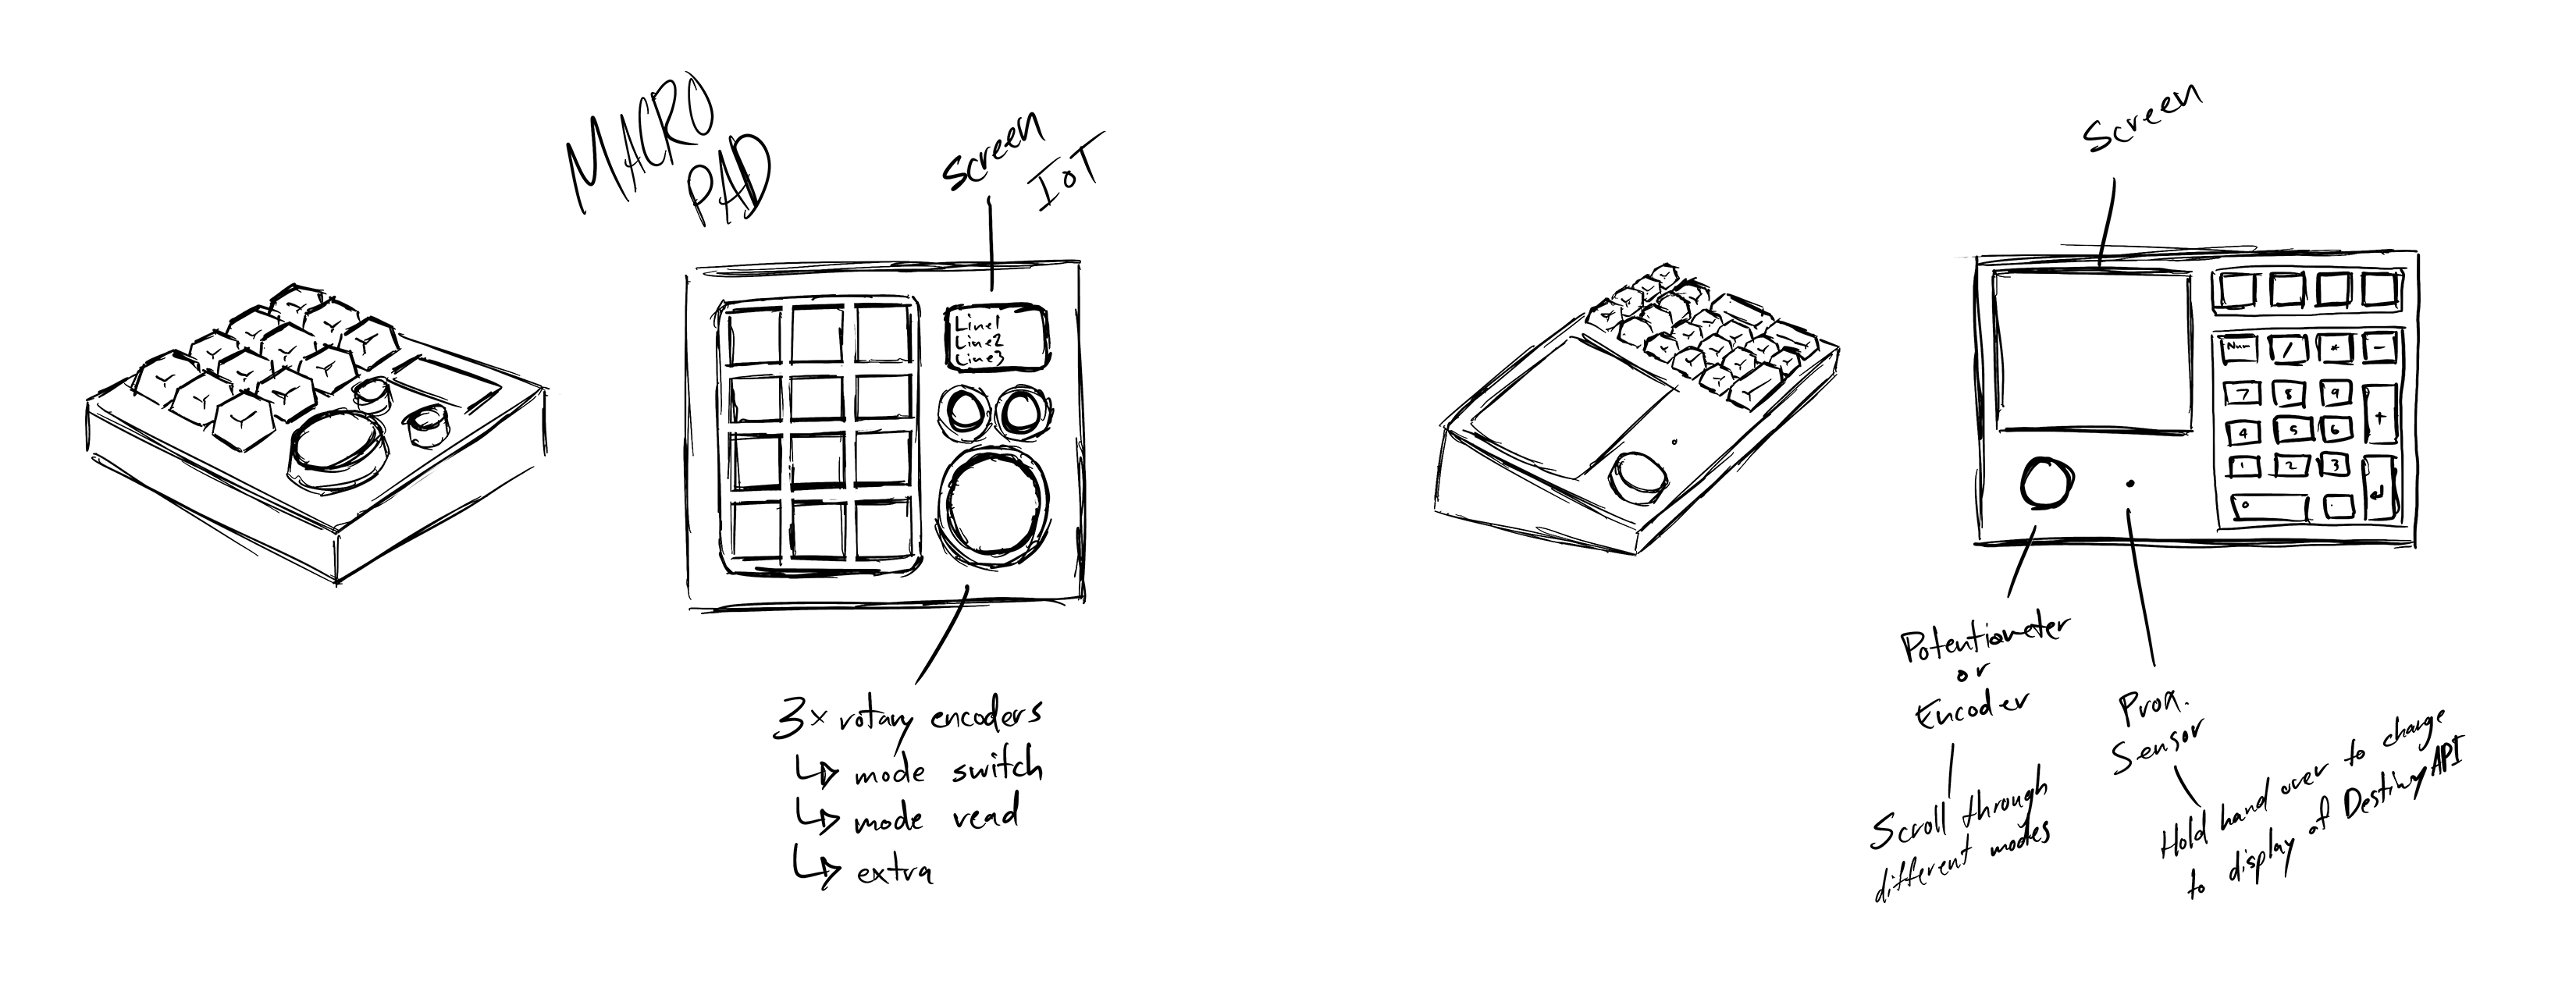 MACRO
PAD
Screen
IoT
Line1
Line2
Line3
3x rotary encoders
↳ mode switch
↳ mode read
↳ extra
Screen
Num / * -
7 8 9 +
4 5 6
1 2 3 ↵
0
Potentiometer
or
Encoder
Scroll through
different modes
Prox.
Sensor
Hold hand over to change
to display of Destiny API